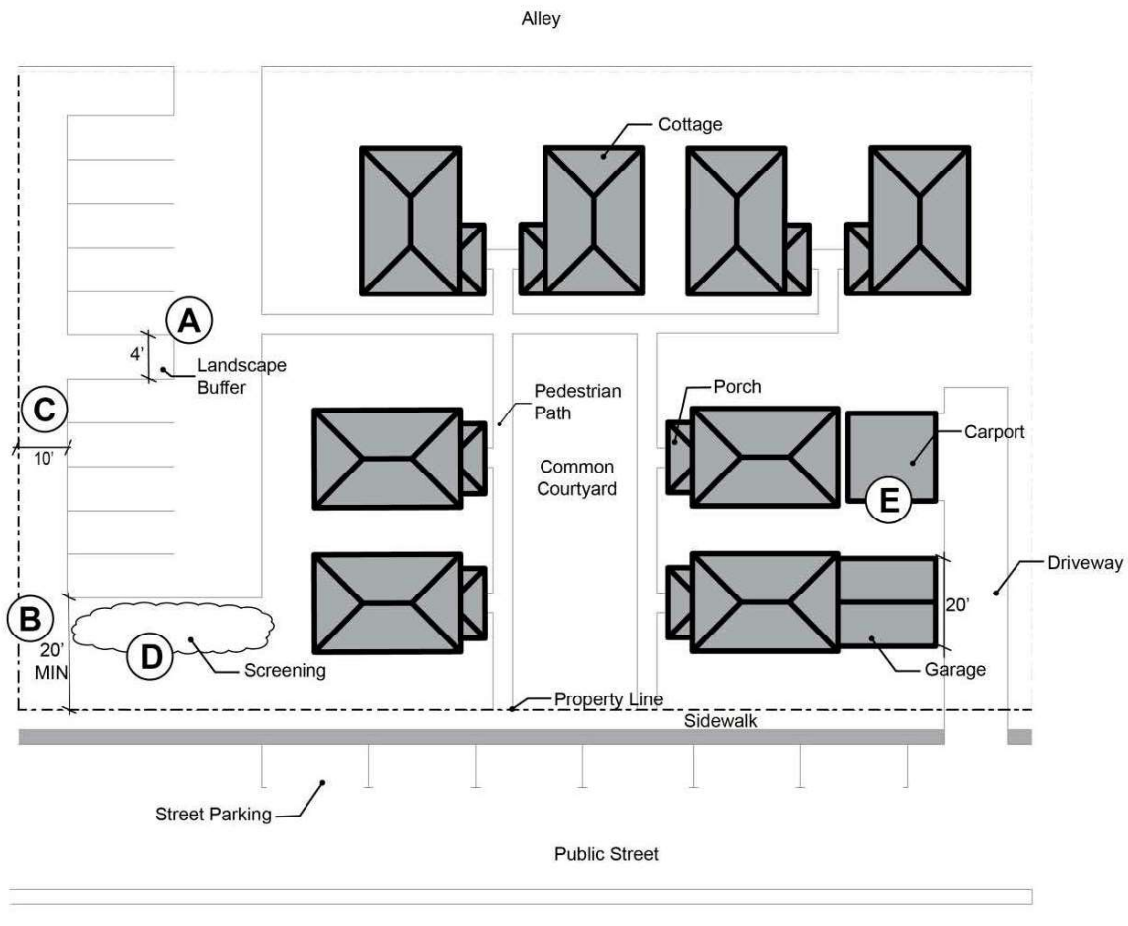 Alley
Cottage
A
4'
Landscape
Buffer
C
10'
Pedestrian
Path
Porch
Carport
Common
Courtyard
E
Driveway
B
20'
MIN
D
Screening
20'
Garage
Property Line
Sidewalk
Street Parking
Public Street